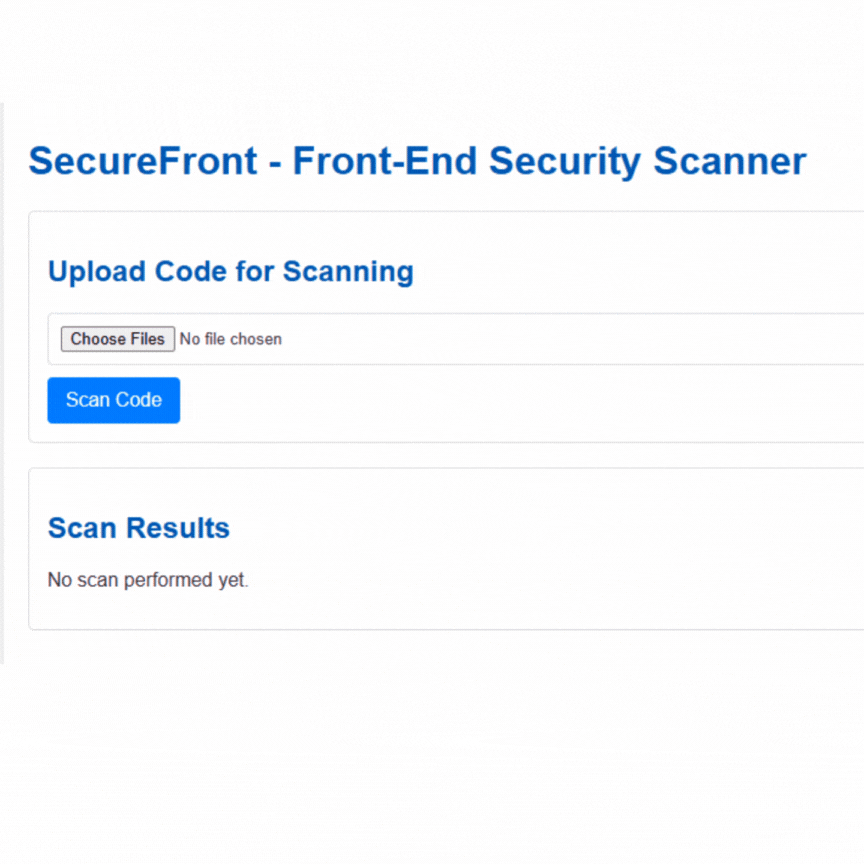 SecureFront - Front-End Security Scanner
Upload Code for Scanning
Choose Files No file chosen
Scan Code
Scan Results
No scan performed yet.